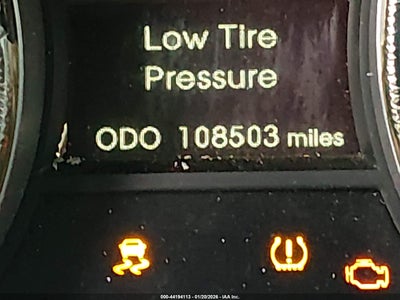 Low Tire
Pressure
ODO 108503 miles
000-44194113 - 01/20/2026 - IAA Inc.